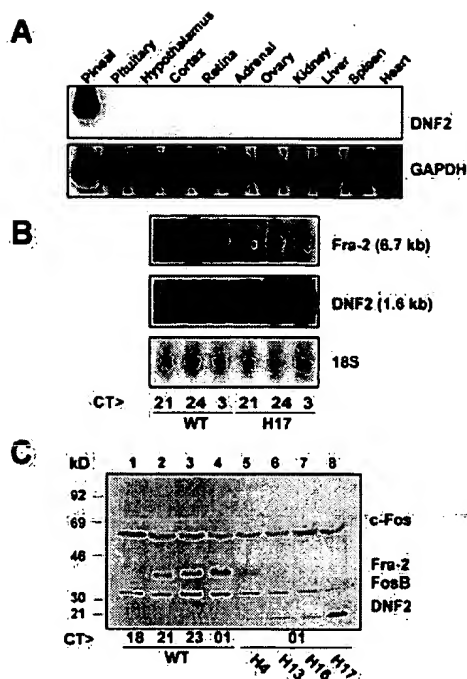 A
Pineal Pituitary Hypothalamus Cortex Retina Adrenal Ovary Kidney Liver Spleen Heart
DNF2
GAPDH
B
Fra-2 (6.7 kb)
DNF2 (1.6 kb)
18S
CT> 21 24 3 21 24 3
WT H17
C
kD 1 2 3 4 5 6 7 8
92
69 c-Fos
46
Fra-2
FosB
30
DNF2
21
CT> 18 21 23 01 01
WT H4 H13 H16 H17